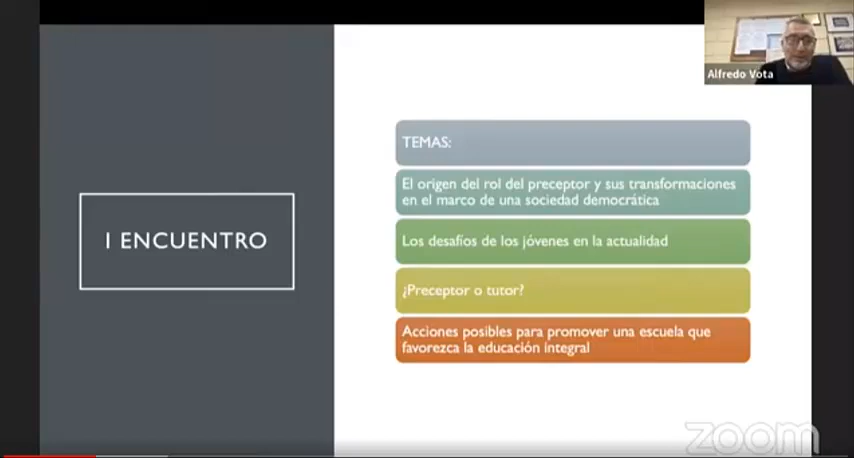 Alfredo Vota
TEMAS:
El origen del rol del preceptor y sus transformaciones
en el marco de una sociedad democrática
I ENCUENTRO
Los desafíos de los jóvenes en la actualidad
¿Preceptor o tutor?
Acciones posibles para promover una escuela que
favorezca la educación integral
zoom